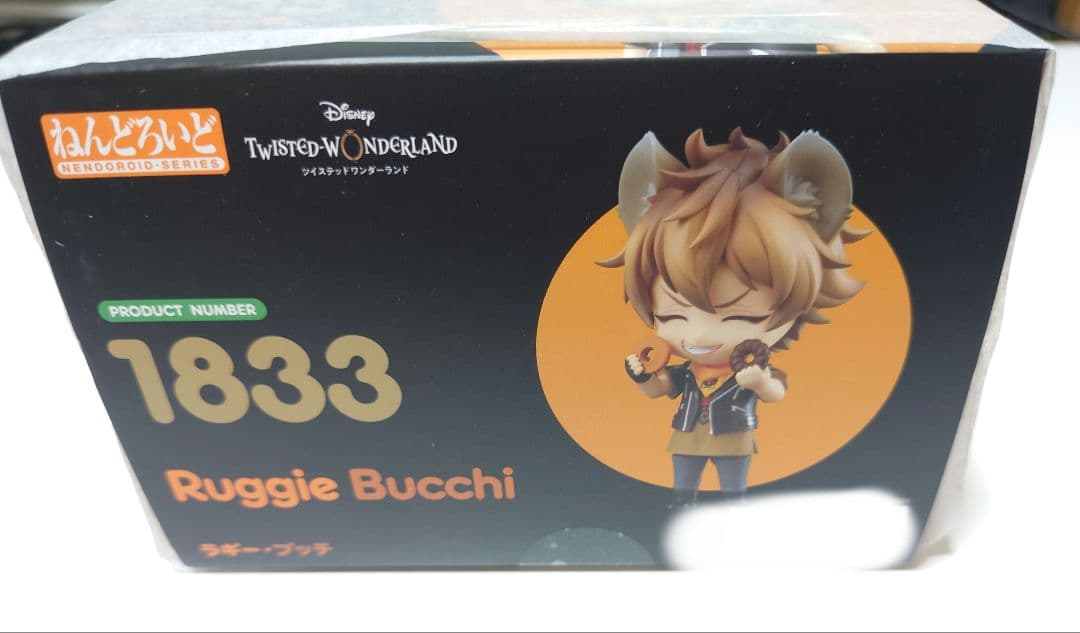 ねんどろいど
NENDOROID·SERIES
Disney
TWISTED-WONDERLAND
ツイステッドワンダーランド
PRODUCT NUMBER
1833
Ruggie Bucchi
ラギー・ブッチ